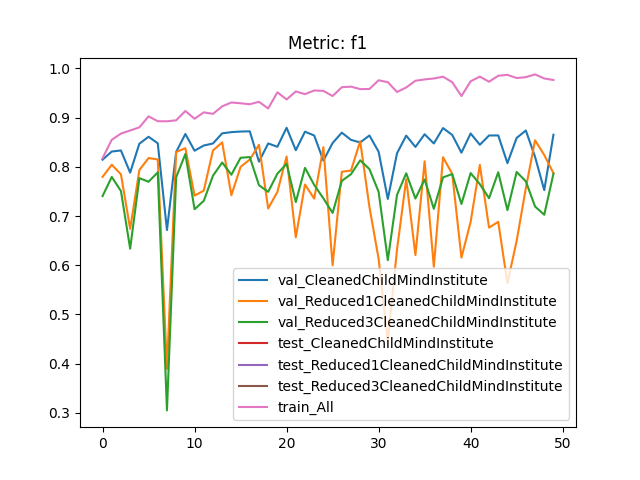 Metric: f1
1.0
0.9
0.8
0.7
0.6
0.5
0.4
0.3
val_CleanedChildMindInstitute
val_Reduced1CleanedChildMindInstitute
val_Reduced3CleanedChildMindInstitute
test_CleanedChildMindInstitute
test_Reduced1CleanedChildMindInstitute
test_Reduced3CleanedChildMindInstitute
train_All
0 10 20 30 40 50